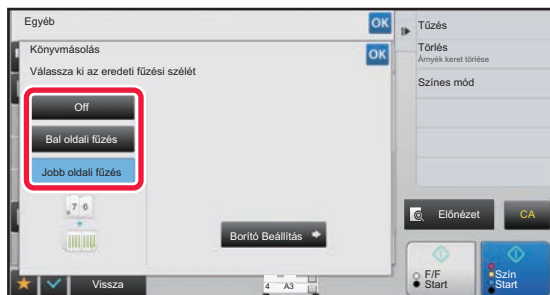 Egyéb
OK
Könyvmásolás
OK
Válassza ki az eredeti fűzési szélét
Off
Bal oldali fűzés
Jobb oldali fűzés
7 6
Borító Beállítás
Vissza
4 A3
Tűzés
Törlés
Árnyék keret törlése
Színes mód
Előnézet
CA
F/F
Start
Szín
Start